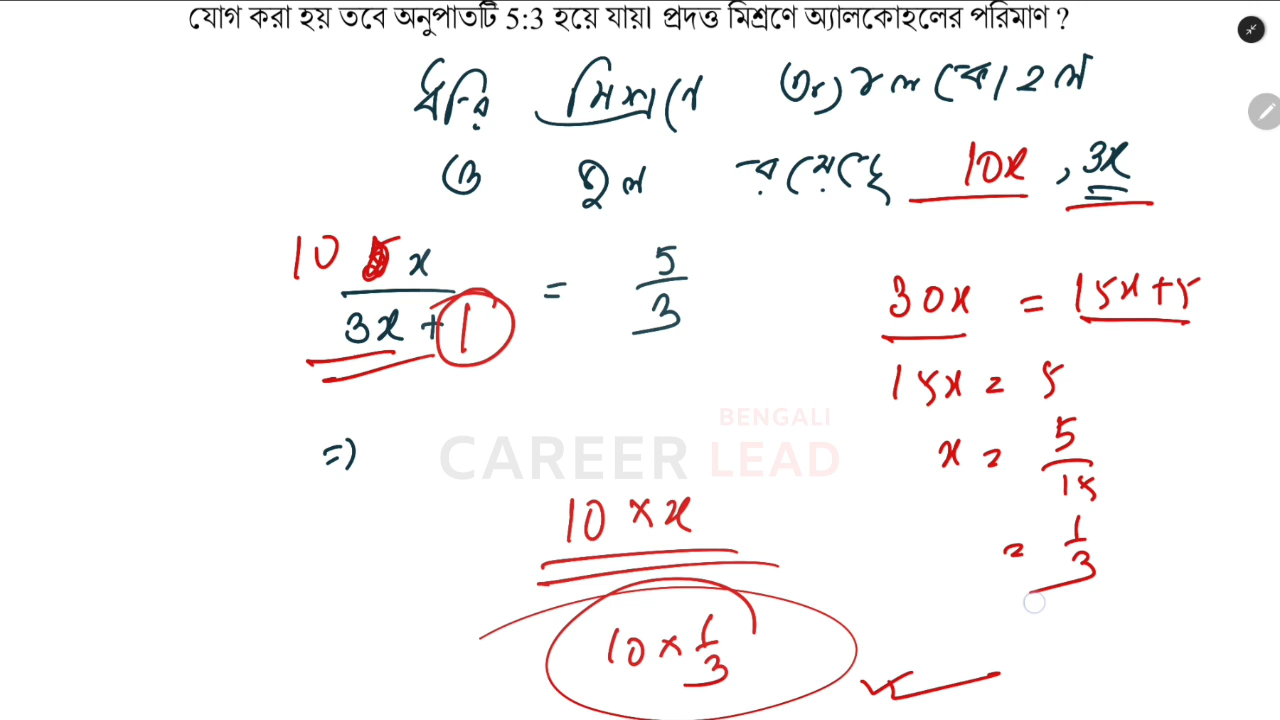 যোগ করা হয় তবে অনুপাতটি 5:3 হয়ে যায়। প্রদত্ত মিশ্রণে অ্যালকোহলের পরিমাণ ?
ধরি মিশ্রণে অ্যালকোহল
ও জল রয়েছে 10x , 3x
10 x / 3x + 1 = 5 / 3
30x = 15x+5
15x = 5
x = 5 / 15
= 1 / 3
=)
BENGALI
CAREER LEAD
10 × x
10 × 1 / 3